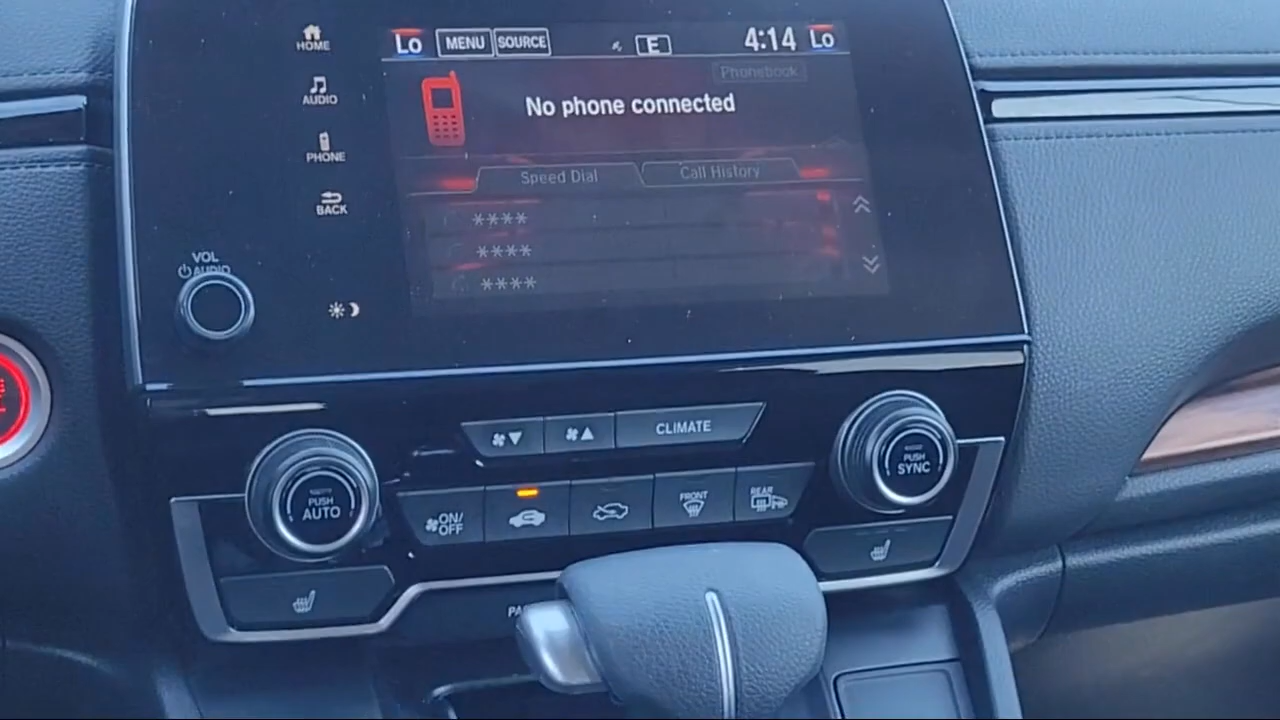 HOME
AUDIO
PHONE
BACK
VOL
AUDIO
Lo MENU SOURCE E 4:14 Lo
Phonebook
No phone connected
Speed Dial Call History
****
****
****
CLIMATE
PUSH
AUTO
PUSH
SYNC
ON/
OFF
FRONT
REAR